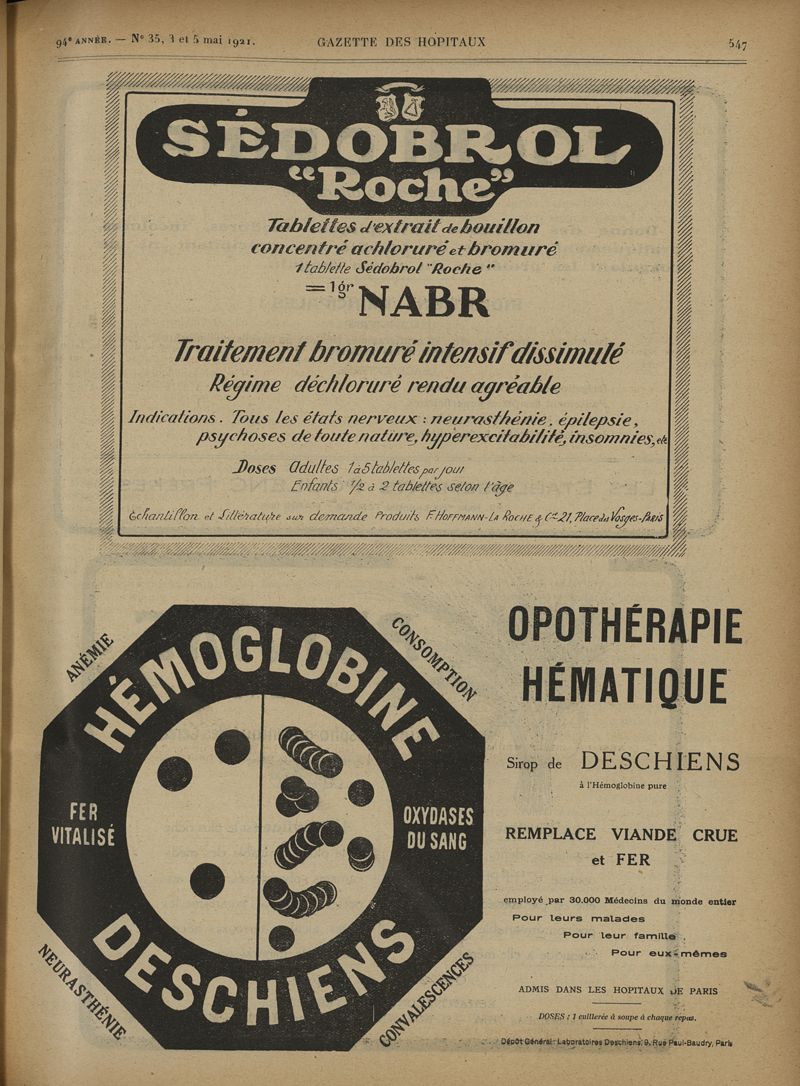 94e ANNÉE. — No 35, 3 et 5 mai 1921.
GAZETTE DES HOPITAUX
547
SÉDOBROL
"Roche"
Tablettes d'extrait de bouillon
concentré achloruré et bromuré
1 tablette Sédobrol "Roche"
= 1gr NABR
Traitement bromuré intensif dissimulé
Régime déchloruré rendu agréable
Indications. Tous les états nerveux : neurasthénie, épilepsie,
psychoses de toute nature, hyperexcitabilité, insomnies, etc
Doses Adultes 1 à 5 tablettes par jour
Enfants 1/2 à 2 tablettes selon l'âge
Echantillon et Littérature sur demande Produits F. HOFFMANN-LA ROCHE & Cie 21, Place des Vosges-PARIS
ANÉMIE
CONSOMPTION
HÉMOGLOBINE
FER
VITALISÉ
OXYDASES
DU SANG
DESCHIENS
NEURASTHÉNIE
CONVALESCENCES
OPOTHÉRAPIE
HÉMATIQUE
Sirop de DESCHIENS
à l'Hémoglobine pure
REMPLACE VIANDE CRUE
et FER
employé par 30.000 Médecins du monde entier
Pour leurs malades
Pour leur famille
Pour eux-mêmes
ADMIS DANS LES HOPITAUX DE PARIS
DOSES : 1 cuillerée à soupe à chaque repas.
Dépôt Général : Laboratoires Deschiens, 9, Rue Paul-Baudry, Paris